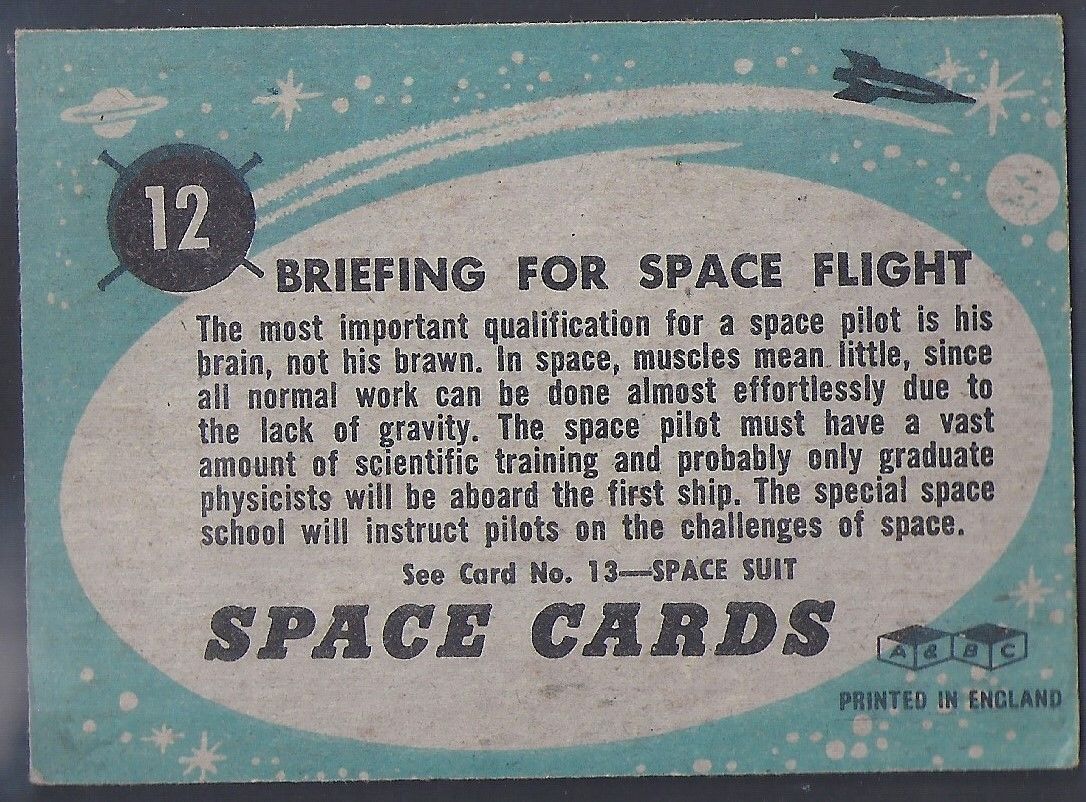 12
BRIEFING FOR SPACE FLIGHT
The most important qualification for a space pilot is his
brain, not his brawn. In space, muscles mean little, since
all normal work can be done almost effortlessly due to
the lack of gravity. The space pilot must have a vast
amount of scientific training and probably only graduate
physicists will be aboard the first ship. The special space
school will instruct pilots on the challenges of space.
See Card No. 13—SPACE SUIT
SPACE CARDS
A & B C
PRINTED IN ENGLAND